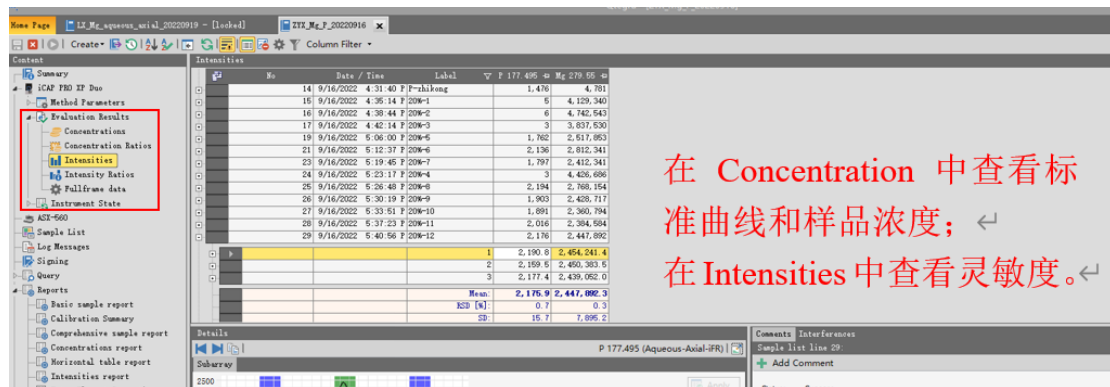 Home Page LX_Mg_aqueous_axial_20220919 - [locked] ZYX_Mg_P_20220916
Create Column Filter
Content Intensities
Summary
iCAP PRO XP Duo
Method Parameters
Evaluation Results
Concentrations
Concentration Ratios
Intensities
Intensity Ratios
Fullframe data
Instrument State
ASX-560
Sample List
Log Messages
Signing
Query
Reports
Basic sample report
Calibration Summary
Comprehensive sample report
Concentrations report
Horizontal table report
Intensities report
No Date / Time Label P 177.495 Mg 279.55
14 9/16/2022 4:31:40 P P-zhikong 1,476 4,781
15 9/16/2022 4:35:14 P 20%-1 5 4,129,340
16 9/16/2022 4:38:44 P 20%-2 6 4,742,543
17 9/16/2022 4:42:14 P 20%-3 3 3,837,530
19 9/16/2022 5:06:00 P 20%-5 1,762 2,517,853
21 9/16/2022 5:12:37 P 20%-6 2,136 2,812,341
23 9/16/2022 5:19:45 P 20%-7 1,797 2,412,341
24 9/16/2022 5:23:17 P 20%-4 3 4,426,686
25 9/16/2022 5:26:48 P 20%-8 2,194 2,768,154
26 9/16/2022 5:30:19 P 20%-9 1,903 2,428,717
27 9/16/2022 5:33:51 P 20%-10 1,891 2,360,794
28 9/16/2022 5:37:23 P 20%-11 2,016 2,384,584
29 9/16/2022 5:40:56 P 20%-12 2,176 2,447,892
1 2,190.8 2,454,241.4
2 2,159.5 2,450,383.5
3 2,177.4 2,439,052.0
Mean: 2,175.9 2,447,892.3
RSD [%]: 0.7 0.3
SD: 15.7 7,895.2
在 Concentration 中查看标
准曲线和样品浓度；↵
在 Intensities 中查看灵敏度。↵
Details
P 177.495 (Aqueous-Axial-iFR)
Subarray
2500
Apply
Comments Interferences
Sample list line 29:
Add Comment